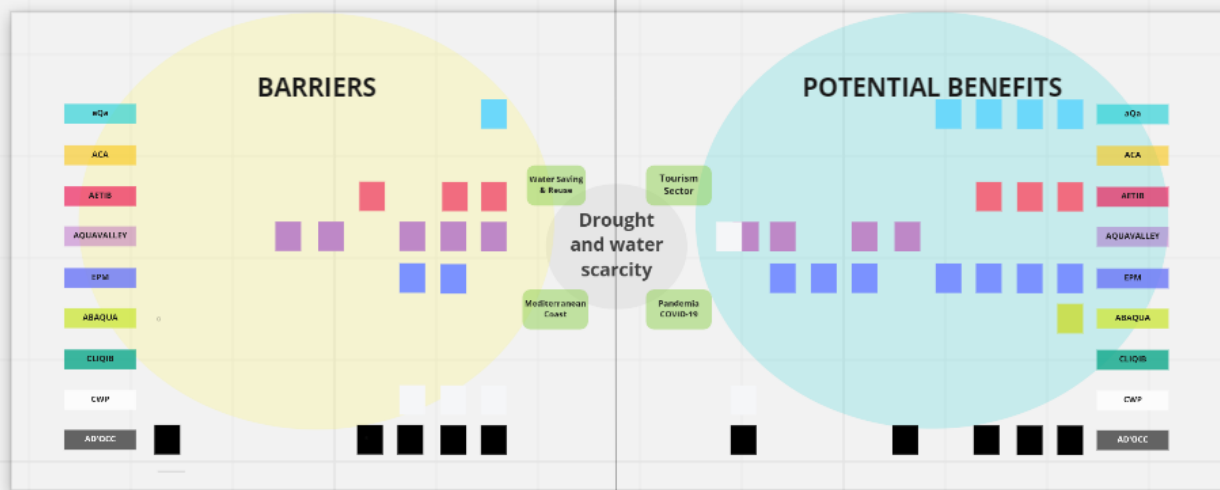 BARRIERS
POTENTIAL BENEFITS
aQa
ACA
AETIB
AQUAVALLEY
EPM
ABAQUA
CLIQIB
CWP
AD'OCC
Water Saving
& Reuse
Tourism
Sector
Drought
and water
scarcity
Mediterranean
Coast
Pandemia
COVID-19
aQa
ACA
AETIB
AQUAVALLEY
EPM
ABAQUA
CLIQIB
CWP
AD'OCC